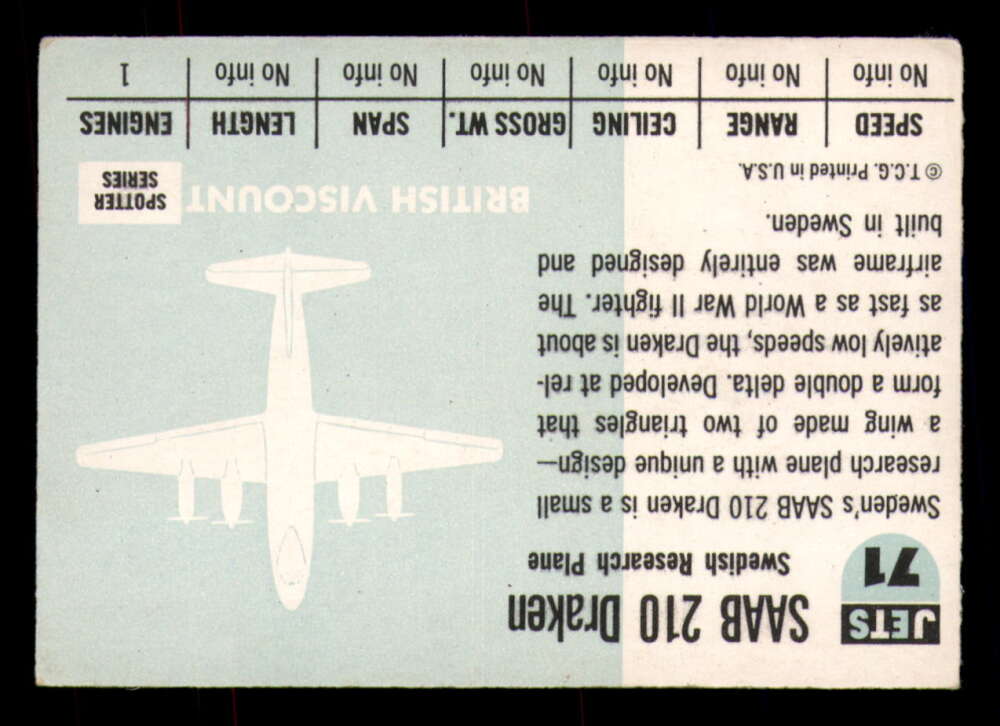 JETS
71
SAAB 210 Draken
Swedish Research Plane
Sweden's SAAB 210 Draken is a small
research plane with a unique design—
a wing made of two triangles that
form a double delta. Developed at rel-
atively low speeds, the Draken is about
as fast as a World War II fighter. The
airframe was entirely designed and
built in Sweden.
© T.C.G. Printed in U.S.A.
BRITISH VISCOUNT
SPOTTER
SERIES
SPEED RANGE CEILING GROSS WT. SPAN LENGTH ENGINES
No info No info No info No info No info No info 1